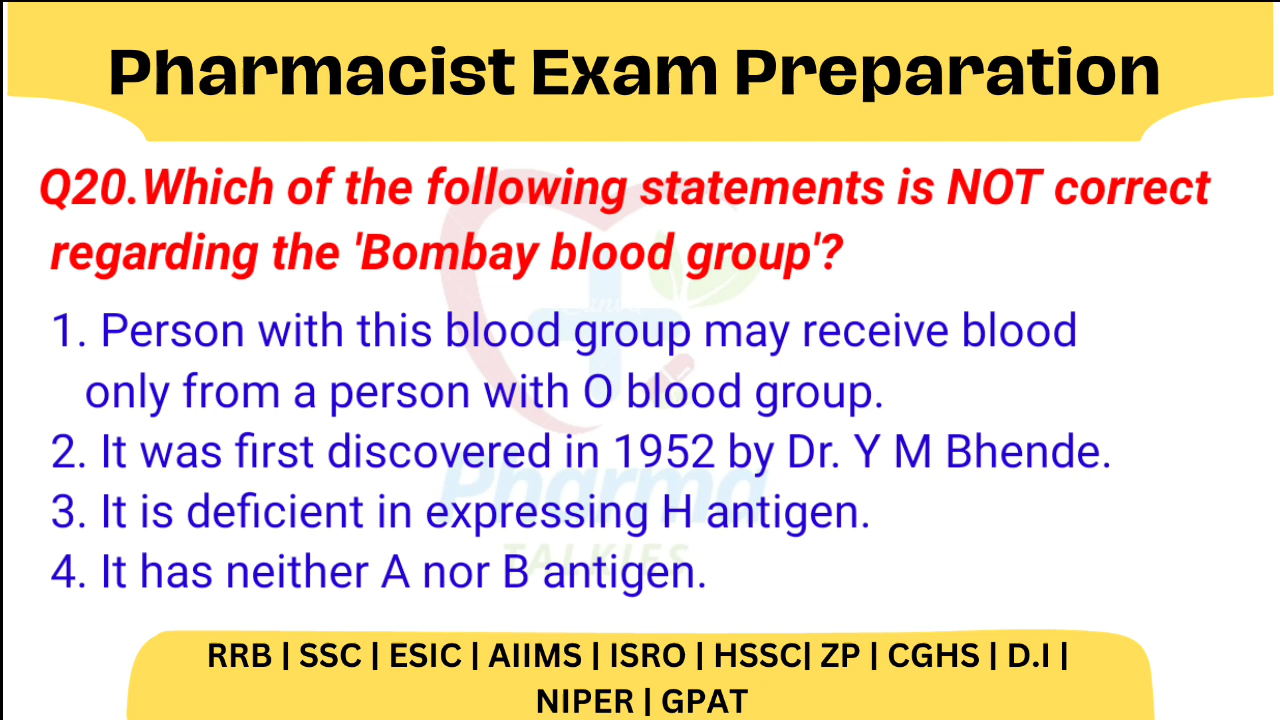 Pharmacist Exam Preparation
Q20.Which of the following statements is NOT correct
regarding the 'Bombay blood group'?
1. Person with this blood group may receive blood
only from a person with O blood group.
2. It was first discovered in 1952 by Dr. Y M Bhende.
3. It is deficient in expressing H antigen.
4. It has neither A nor B antigen.
Pharma
TALKIES
RRB | SSC | ESIC | AIIMS | ISRO | HSSC| ZP | CGHS | D.I |
NIPER | GPAT